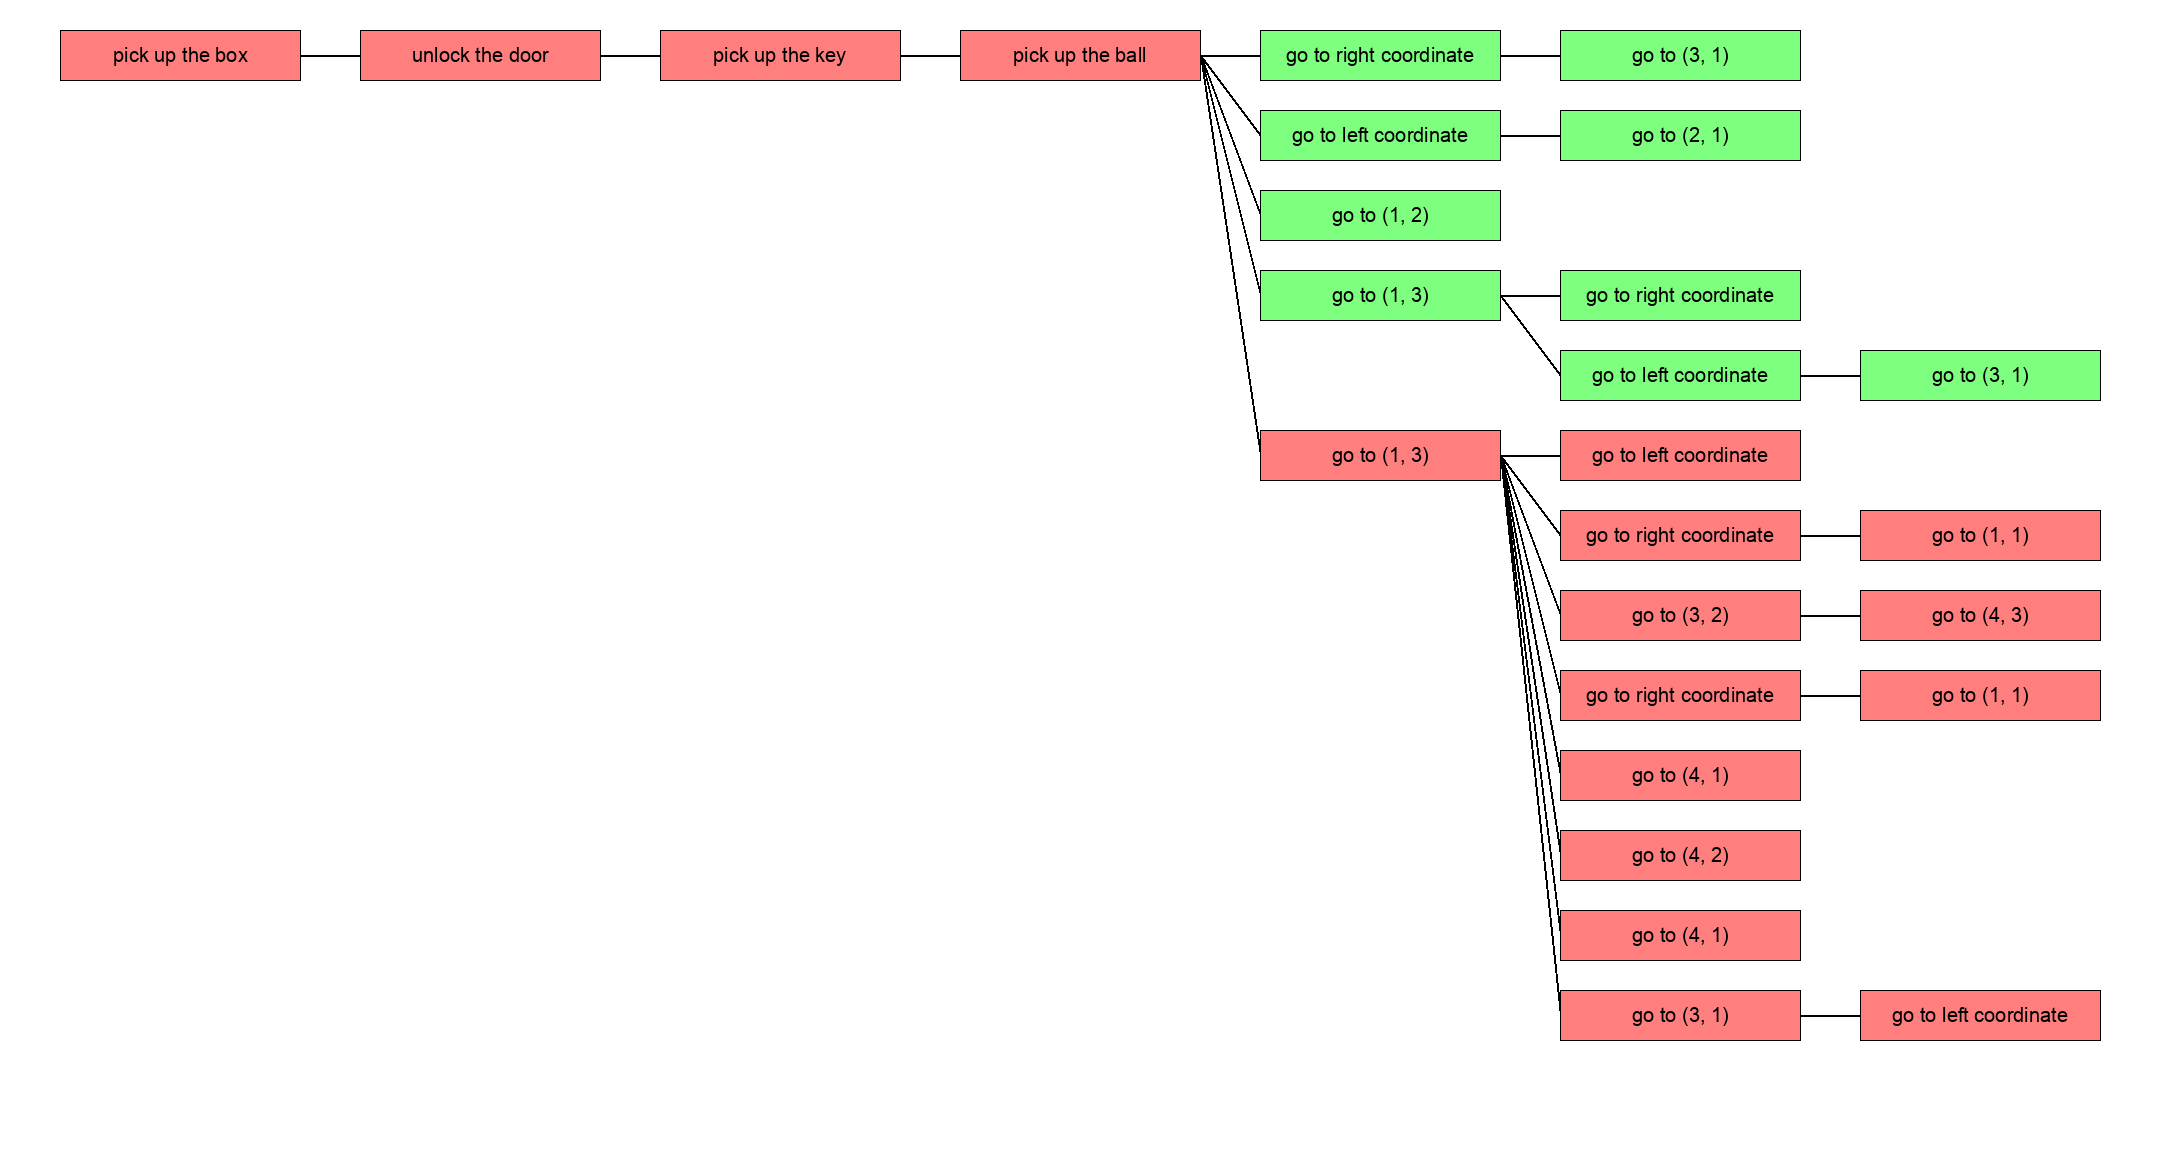 pick up the box
unlock the door
pick up the key
pick up the ball
go to right coordinate
go to (3, 1)
go to left coordinate
go to (2, 1)
go to (1, 2)
go to (1, 3)
go to right coordinate
go to left coordinate
go to (3, 1)
go to (1, 3)
go to left coordinate
go to right coordinate
go to (1, 1)
go to (3, 2)
go to (4, 3)
go to right coordinate
go to (1, 1)
go to (4, 1)
go to (4, 2)
go to (4, 1)
go to (3, 1)
go to left coordinate